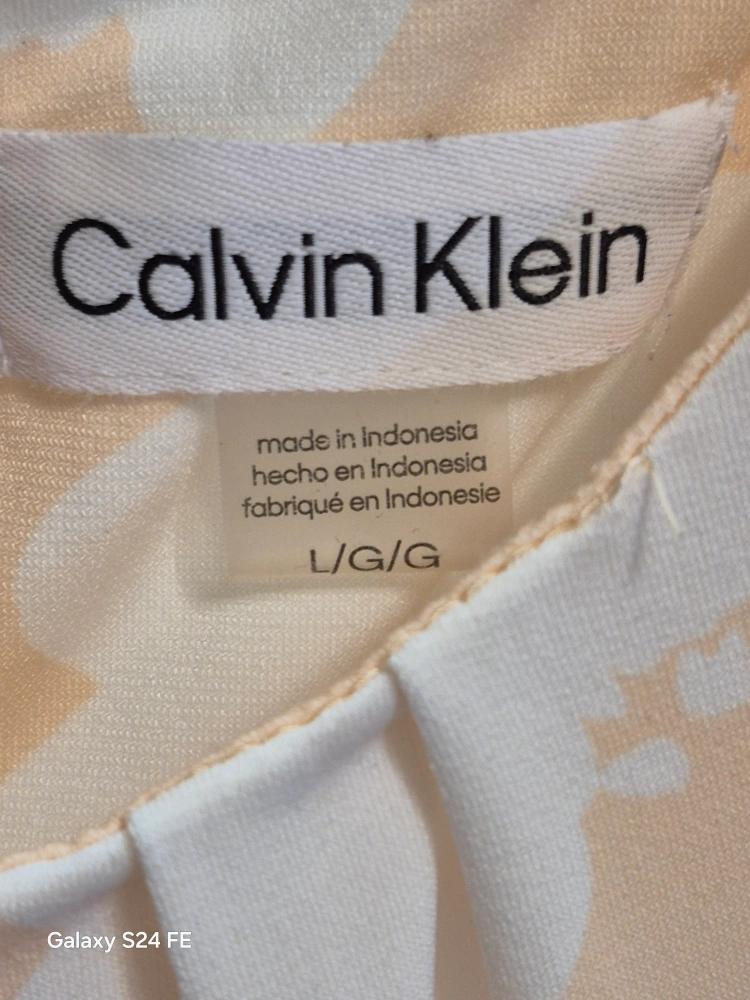 Calvin Klein
made in Indonesia
hecho en Indonesia
fabriqué en Indonesie
L/G/G
Galaxy S24 FE